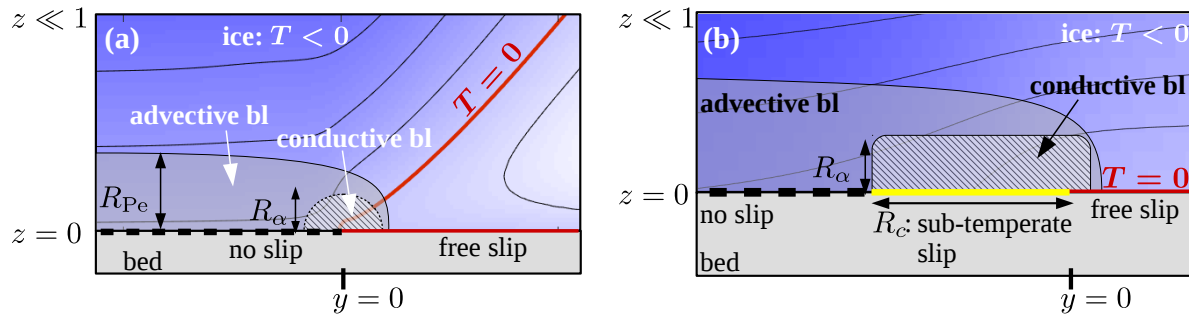 z ≪ 1
(a)
ice: T < 0
T = 0
advective bl
conductive bl
R_Pe
R_α
z = 0
no slip
free slip
bed
y = 0
z ≪ 1
(b)
ice: T < 0
conductive bl
advective bl
R_α
T = 0
z = 0
no slip
R_c: sub-temperate
slip
free slip
bed
y = 0